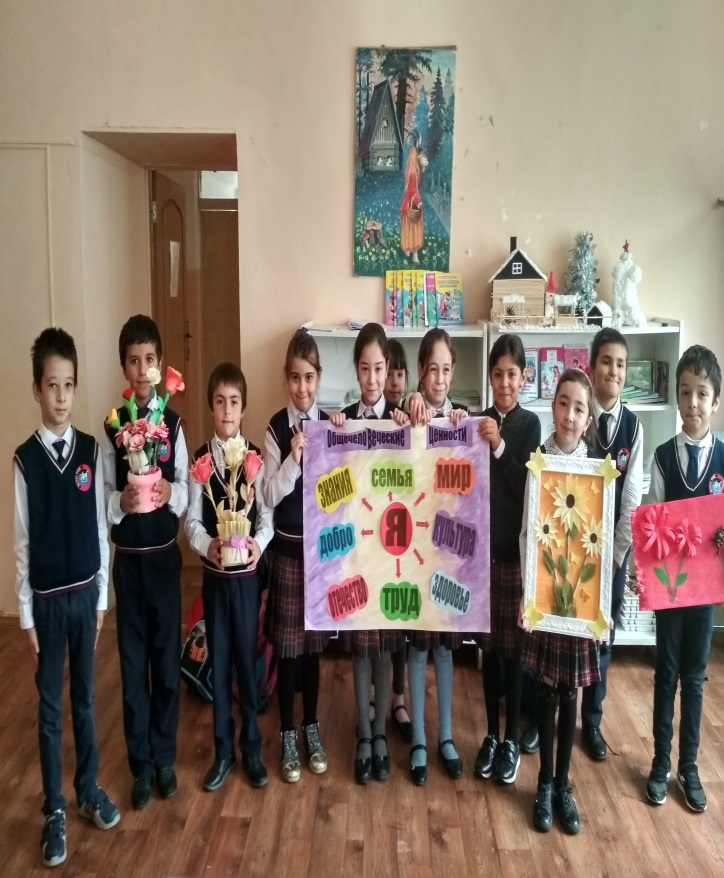 Общечеловеческие ценности
семья
знания
мир
добро
Я
культура
отечество
труд
здоровье